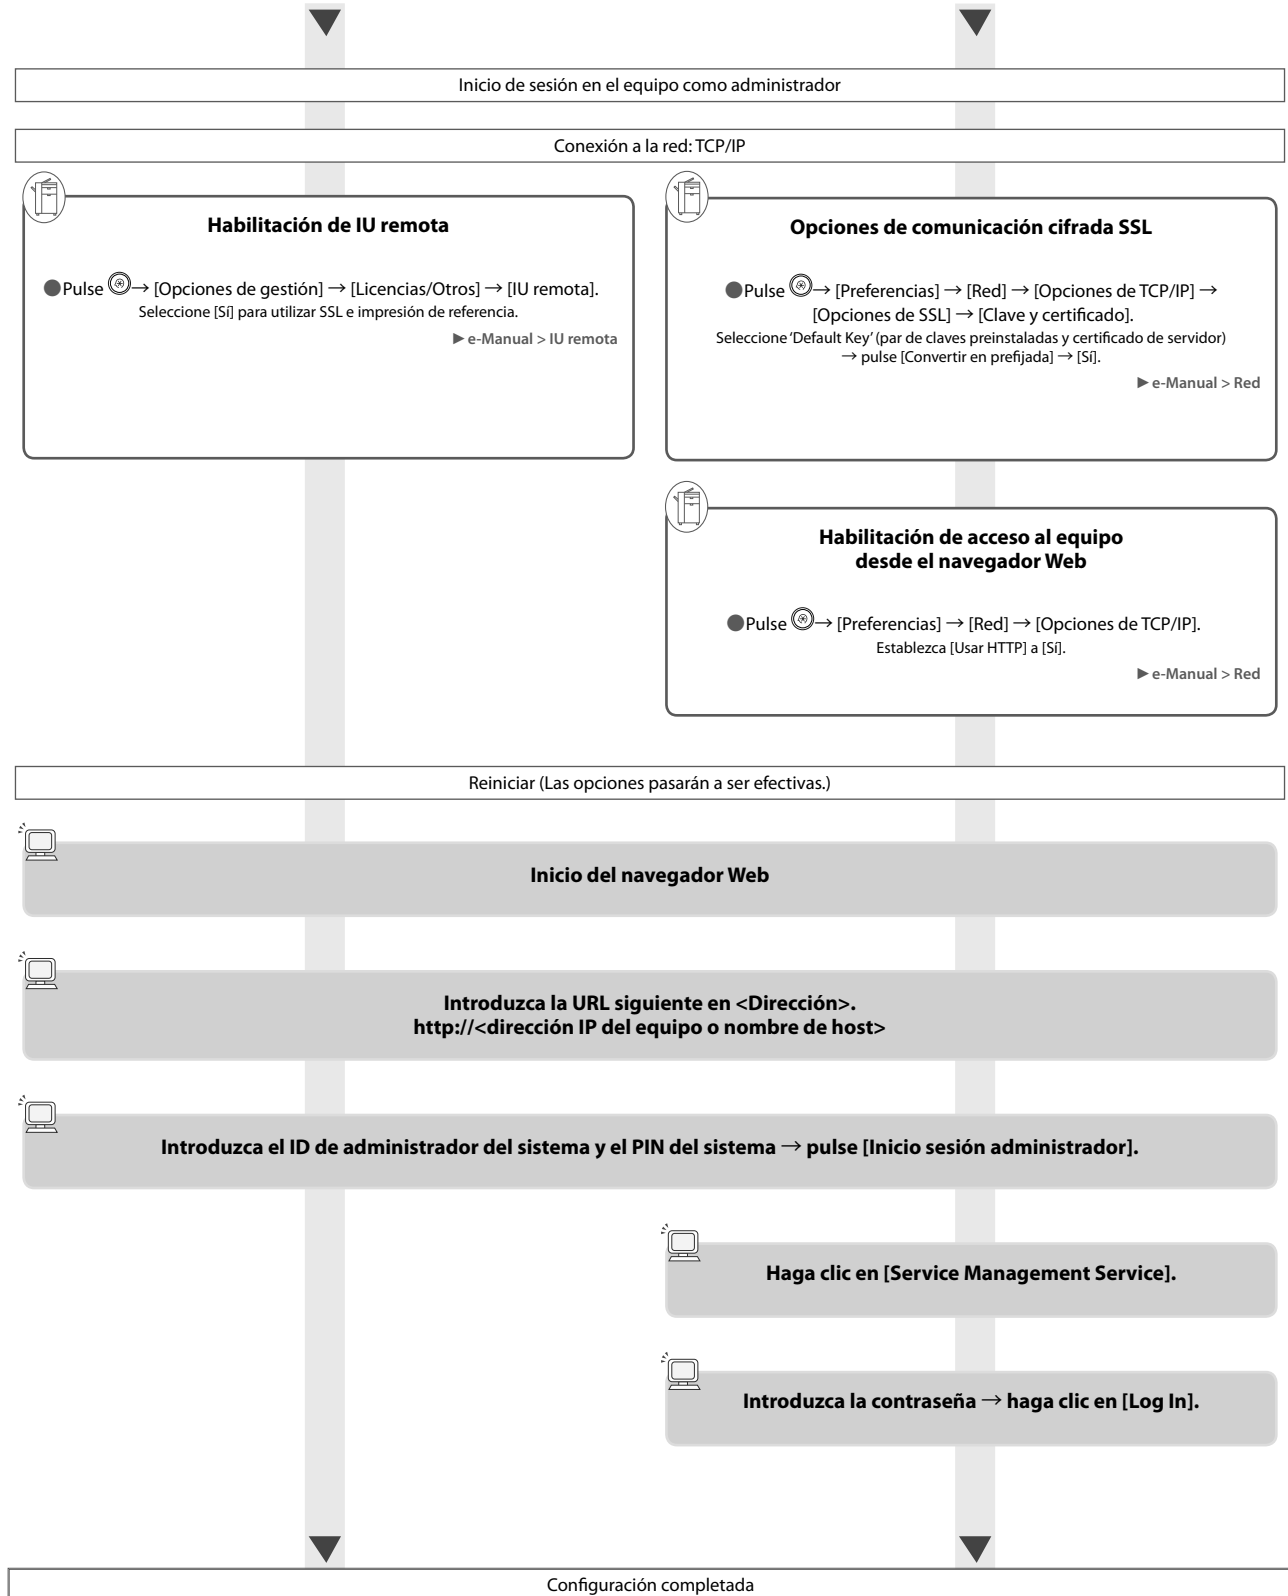 Inicio de sesión en el equipo como administrador
Conexión a la red: TCP/IP
Habilitación de IU remota
●Pulse → [Opciones de gestión] → [Licencias/Otros] → [IU remota].
Seleccione [Sí] para utilizar SSL e impresión de referencia.
►e-Manual > IU remota
Opciones de comunicación cifrada SSL
●Pulse → [Preferencias] → [Red] → [Opciones de TCP/IP] →
[Opciones de SSL] → [Clave y certificado].
Seleccione 'Default Key' (par de claves preinstaladas y certificado de servidor)
→ pulse [Convertir en prefijada] → [Sí].
►e-Manual > Red
Habilitación de acceso al equipo
desde el navegador Web
●Pulse → [Preferencias] → [Red] → [Opciones de TCP/IP].
Establezca [Usar HTTP] a [Sí].
►e-Manual > Red
Reiniciar (Las opciones pasarán a ser efectivas.)
Inicio del navegador Web
Introduzca la URL siguiente en <Dirección>.
http://<dirección IP del equipo o nombre de host>
Introduzca el ID de administrador del sistema y el PIN del sistema → pulse [Inicio sesión administrador].
Haga clic en [Service Management Service].
Introduzca la contraseña → haga clic en [Log In].
Configuración completada